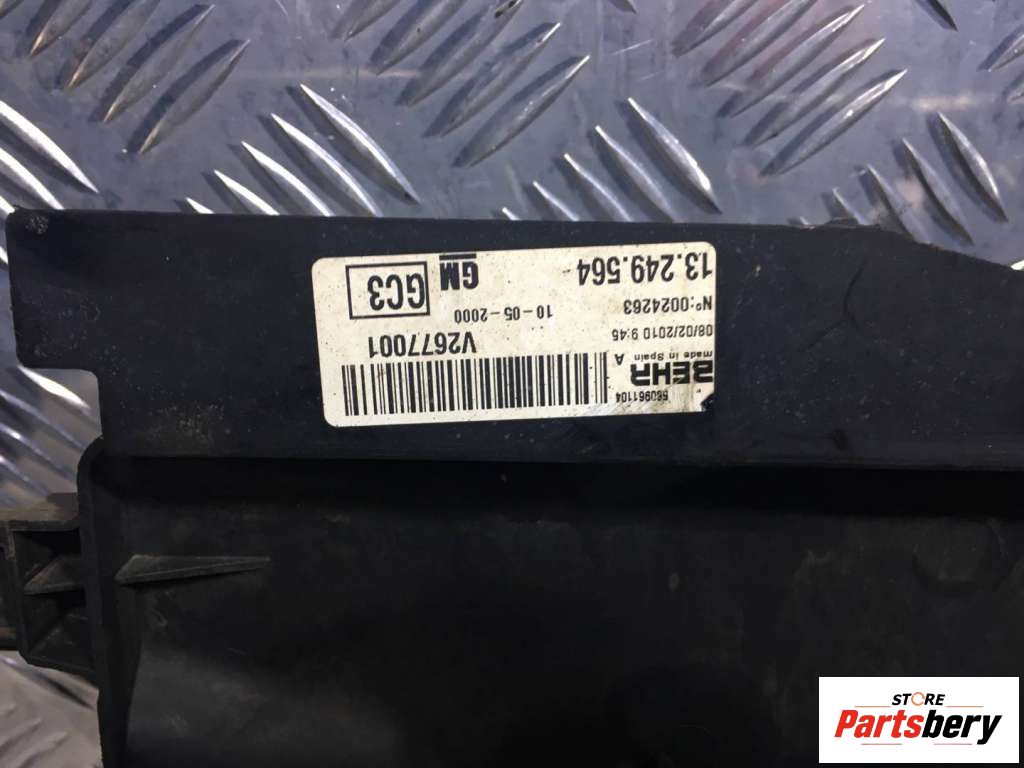 560961104
BEHR
made in Spain A
08/02/2010 9:45
Nº:0024263
13.249.564
V2677001
10-05-2000
GM
GC3
STORE
Partsbery